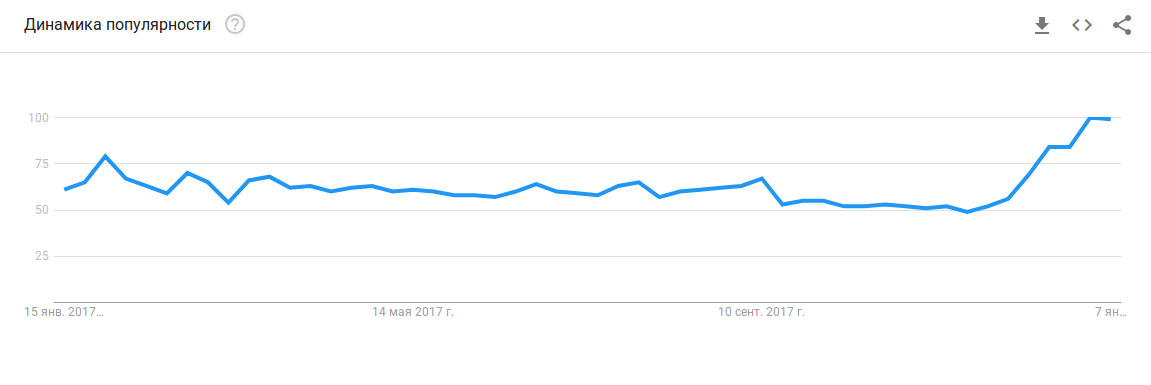 Динамика популярности
100
75
50
25
15 янв. 2017…
14 мая 2017 г.
10 сент. 2017 г.
7 ян…